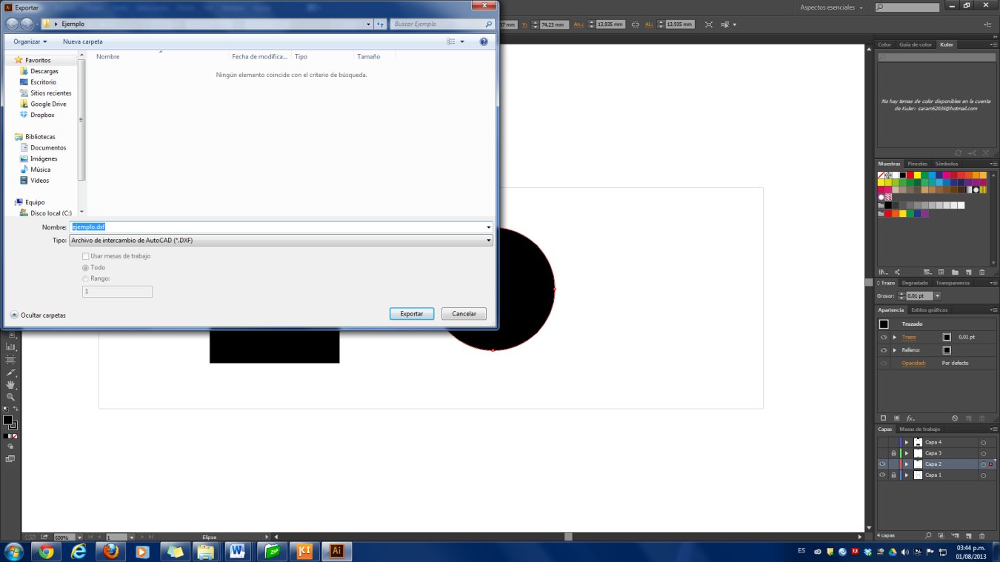 Exportar
Aspectos esenciales
Ejemplo
Buscar Ejemplo
37 mm Y: 74,23 mm An.: 13,935 mm AL: 13,935 mm
Organizar Nueva carpeta
Color Guía de color Kuler
Nombre Fecha de modifica... Tipo Tamaño
Ningún elemento coincide con el criterio de búsqueda.
Favoritos
Descargas
Escritorio
Sitios recientes
Google Drive
Dropbox
Bibliotecas
Documentos
Imágenes
Música
Vídeos
Equipo
Disco local (C:)
No hay temas de color disponibles en la cuenta
de Kuler: saram52035@hotmail.com
Muestras Pinceles Símbolos
Nombre: ejemplo.dxf
Tipo: Archivo de intercambio de AutoCAD (*.DXF)
Usar mesas de trabajo
Todo
Rango:
1
Ocultar carpetas
Exportar Cancelar
Trazo Degradado Transparencia
Grosor: 0,01 pt
Apariencia Estilos gráficos
Trazado
Trazo: 0,01 pt
Relleno:
Opacidad: Por defecto
fx
Capas Mesas de trabajo
Capa 4
Capa 3
Capa 2
Capa 1
4 capas
600% 1 Elipse
W ZIP KI Ai
ES
03:44 p.m.
01/08/2013